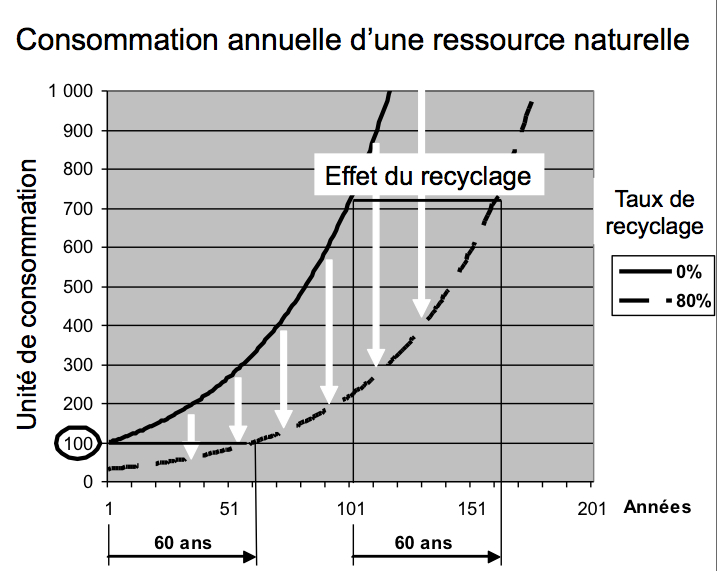 Consommation annuelle d’une ressource naturelle
Unité de consommation
1 000
900
800
700
600
500
400
300
200
100
0
Effet du recyclage
Taux de
recyclage
0%
80%
1 51 101 151 201 Années
60 ans 60 ans